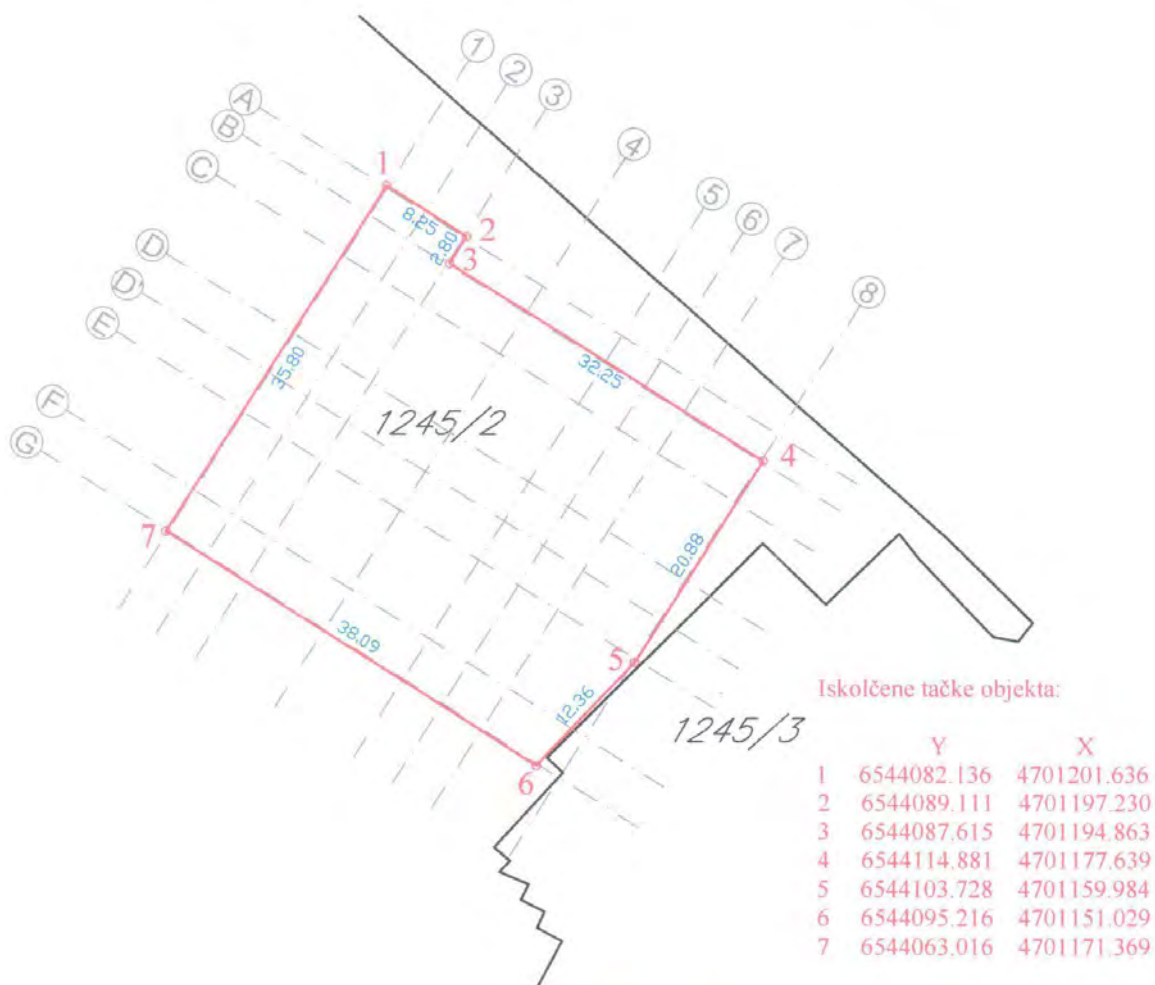 1
2
3
4
5
6
7
8
A
B
C
D
D'
E
F
G
1
2
3
4
5
6
7
8.25
2.80
32.25
35.80
20.88
12.36
38.09
1245/2
1245/3
Iskolčene tačke objekta:
Y X
1 6544082.136 4701201.636
2 6544089.111 4701197.230
3 6544087.615 4701194.863
4 6544114.881 4701177.639
5 6544103.728 4701159.984
6 6544095.216 4701151.029
7 6544063.016 4701171.369